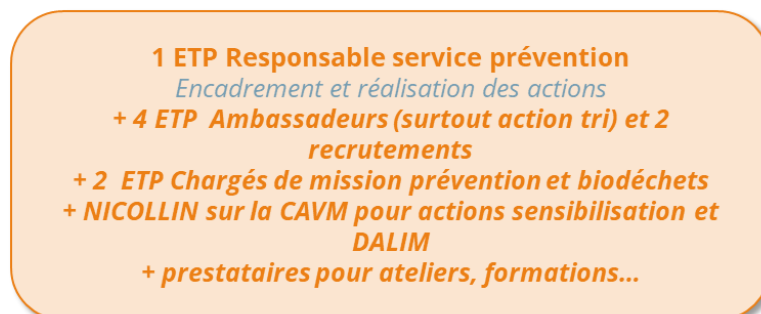 1 ETP Responsable service prévention
Encadrement et réalisation des actions
+ 4 ETP Ambassadeurs (surtout action tri) et 2
recrutements
+ 2 ETP Chargés de mission prévention et biodéchets
+ NICOLLIN sur la CAVM pour actions sensibilisation et
DALIM
+ prestataires pour ateliers, formations...